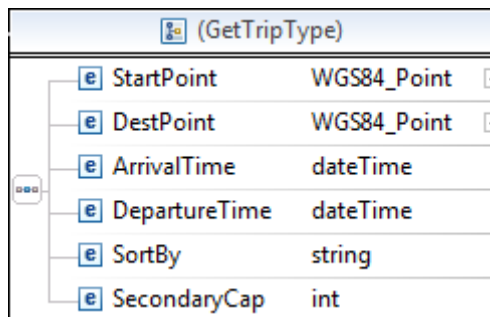 (GetTripType)
e StartPoint WGS84_Point
e DestPoint WGS84_Point
e ArrivalTime dateTime
e DepartureTime dateTime
e SortBy string
e SecondaryCap int